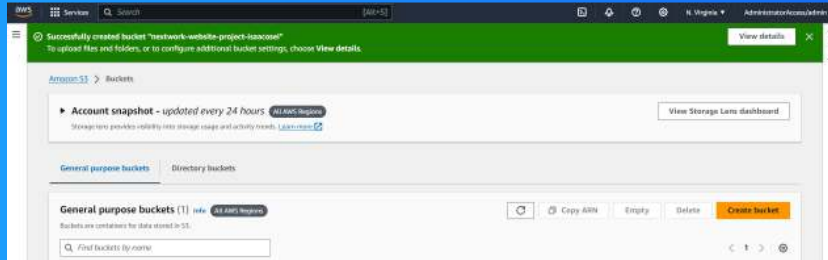 aws
Services
Search
[Alt+S]
N. Virginia
AdministratorAccess/admin
Successfully created bucket "nextwork-website-project-isaacosei"
To upload files and folders, or to configure additional bucket settings, choose View details.
View details
Amazon S3 > Buckets
Account snapshot - updated every 24 hours All AWS Regions
View Storage Lens dashboard
Storage lens provides visibility into storage usage and activity trends. Learn more
General purpose buckets
Directory buckets
General purpose buckets (1) Info All AWS Regions
Copy ARN
Empty
Delete
Create bucket
Buckets are containers for data stored in S3.
Find buckets by name
1